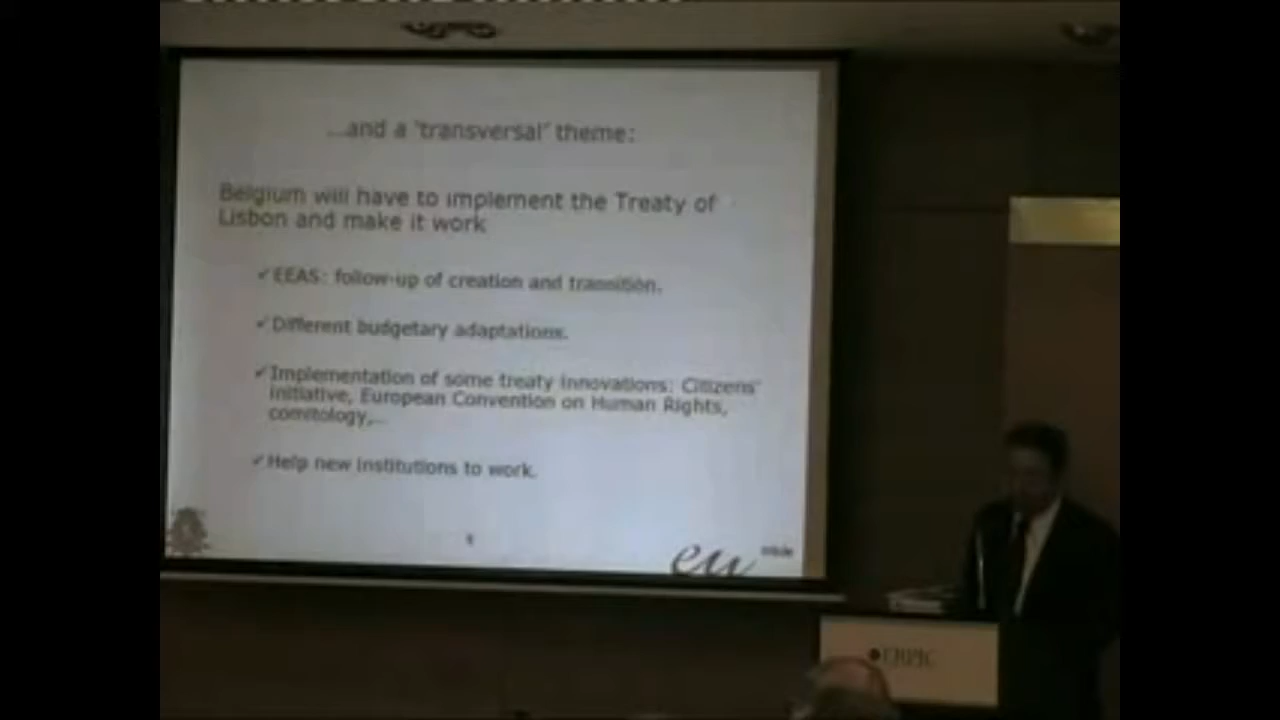 ...and a 'transversal' theme:
Belgium will have to implement the Treaty of
Lisbon and make it work
✓EEAS: follow-up of creation and transition.
✓Different budgetary adaptations.
✓Implementation of some treaty innovations: Citizens'
Initiative, European Convention on Human Rights,
comitology,...
✓Help new institutions to work.
eu